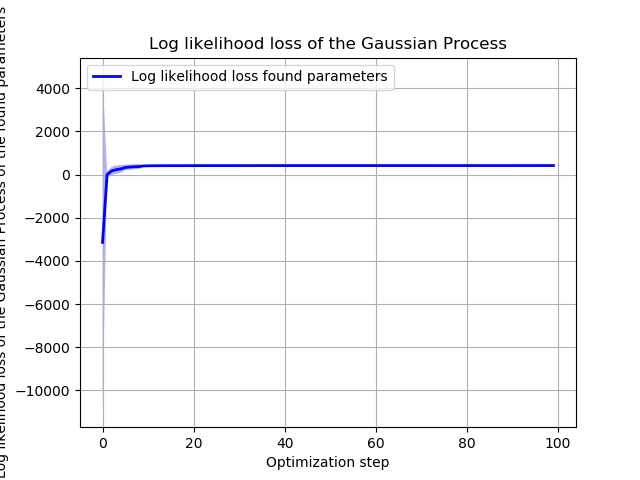 Log likelihood loss of the Gaussian Process
Log likelihood loss found parameters
Log likelihood loss of the Gaussian Process of the found parameters
4000
2000
0
−2000
−4000
−6000
−8000
−10000
0 20 40 60 80 100
Optimization step